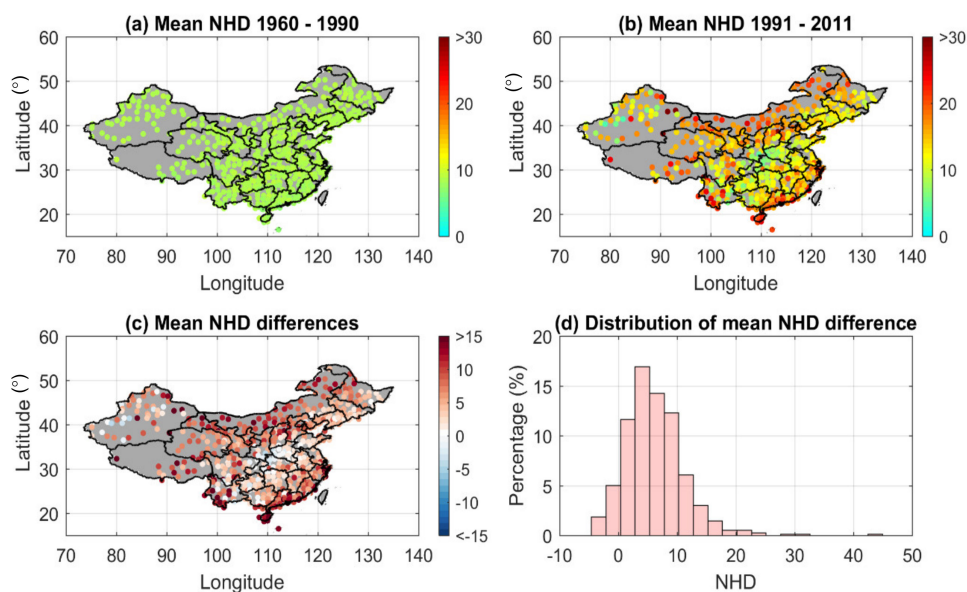 (a) Mean NHD 1960 - 1990
60
50
40
30
20
Latitude (°)
70 80 90 100 110 120 130 140
Longitude
>30
20
10
0
(b) Mean NHD 1991 - 2011
60
50
40
30
20
Latitude (°)
70 80 90 100 110 120 130 140
Longitude
>30
20
10
0
(c) Mean NHD differences
60
50
40
30
20
Latitude (°)
70 80 90 100 110 120 130 140
Longitude
>15
10
5
0
-5
-10
<-15
(d) Distribution of mean NHD difference
20
15
10
5
0
Percentage (%)
-10 0 10 20 30 40 50
NHD